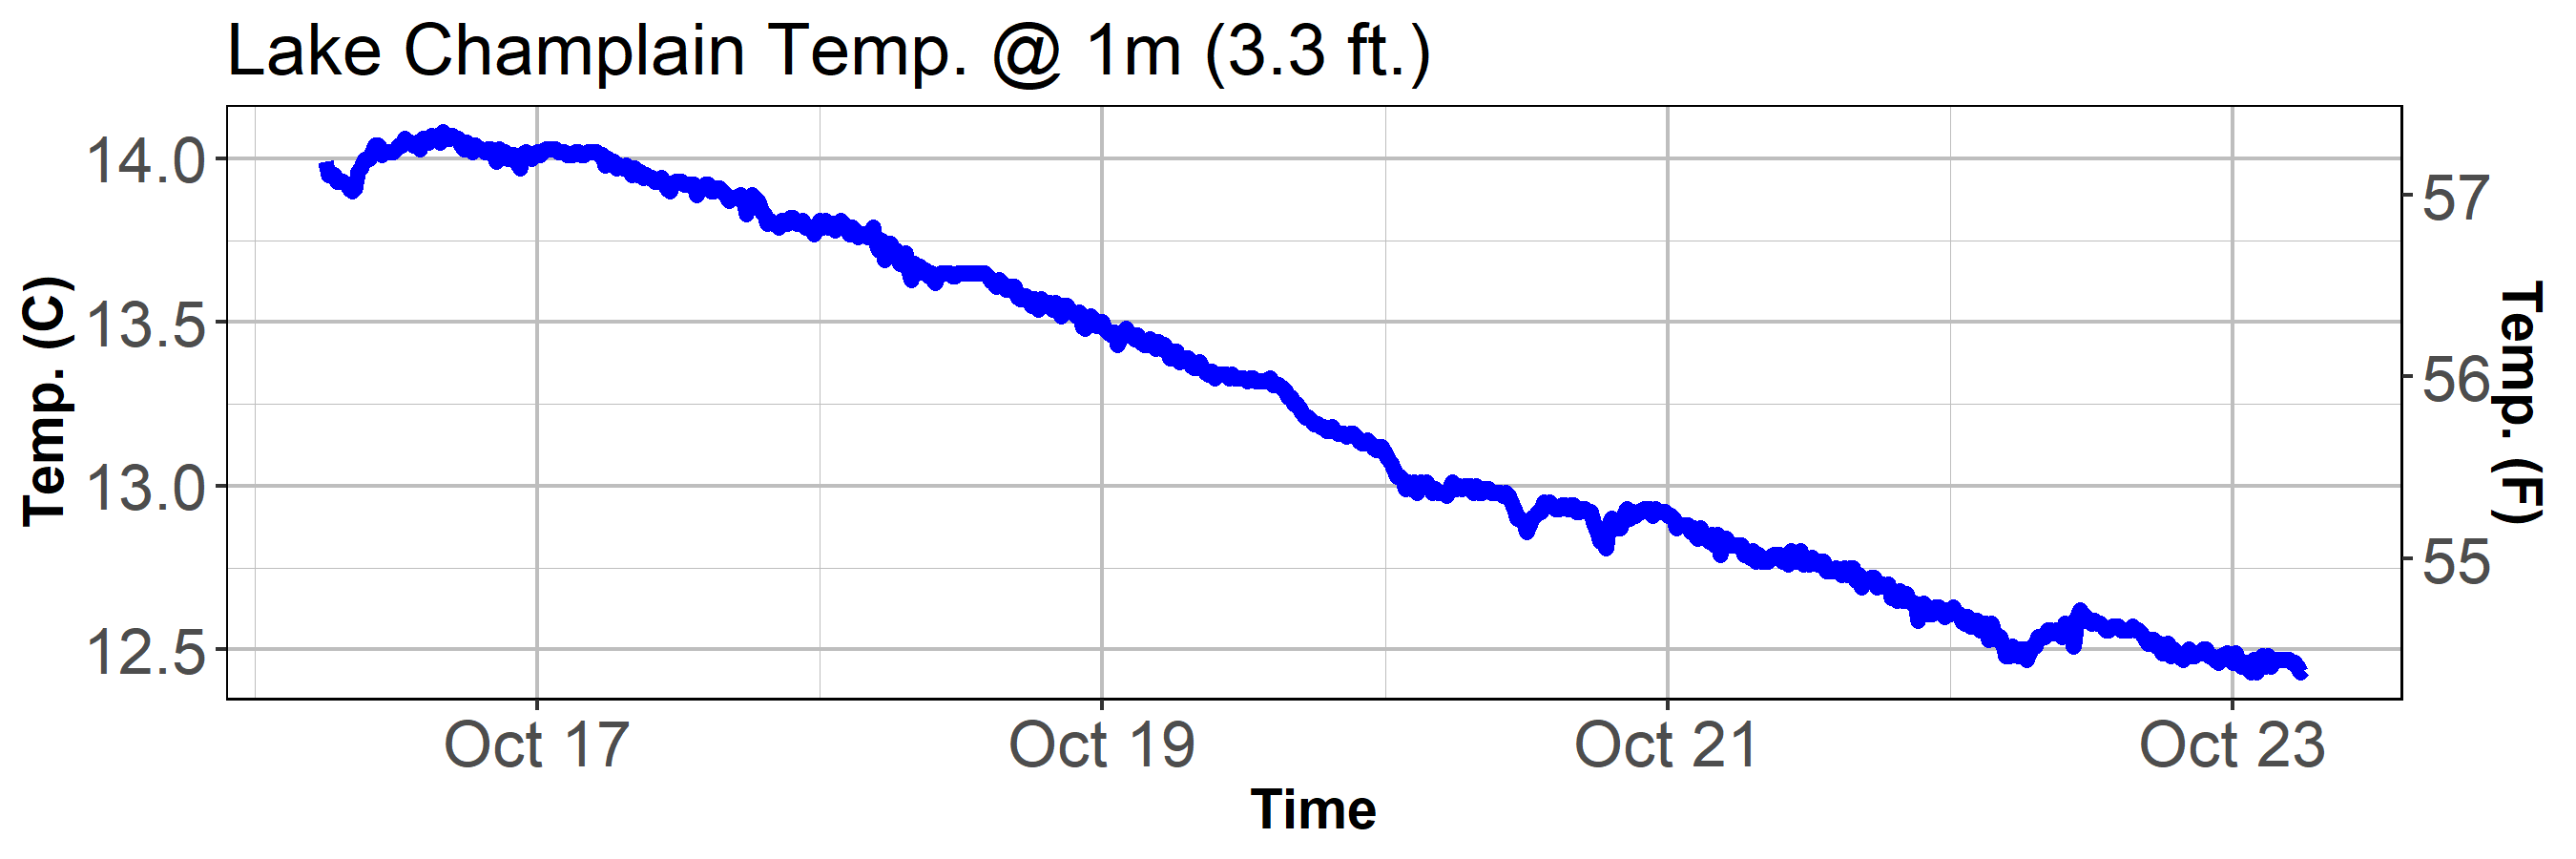 Lake Champlain Temp. @ 1m (3.3 ft.)
Temp. (C)
14.0
13.5
13.0
12.5
57
56
55
Temp. (F)
Oct 17
Oct 19
Oct 21
Oct 23
Time